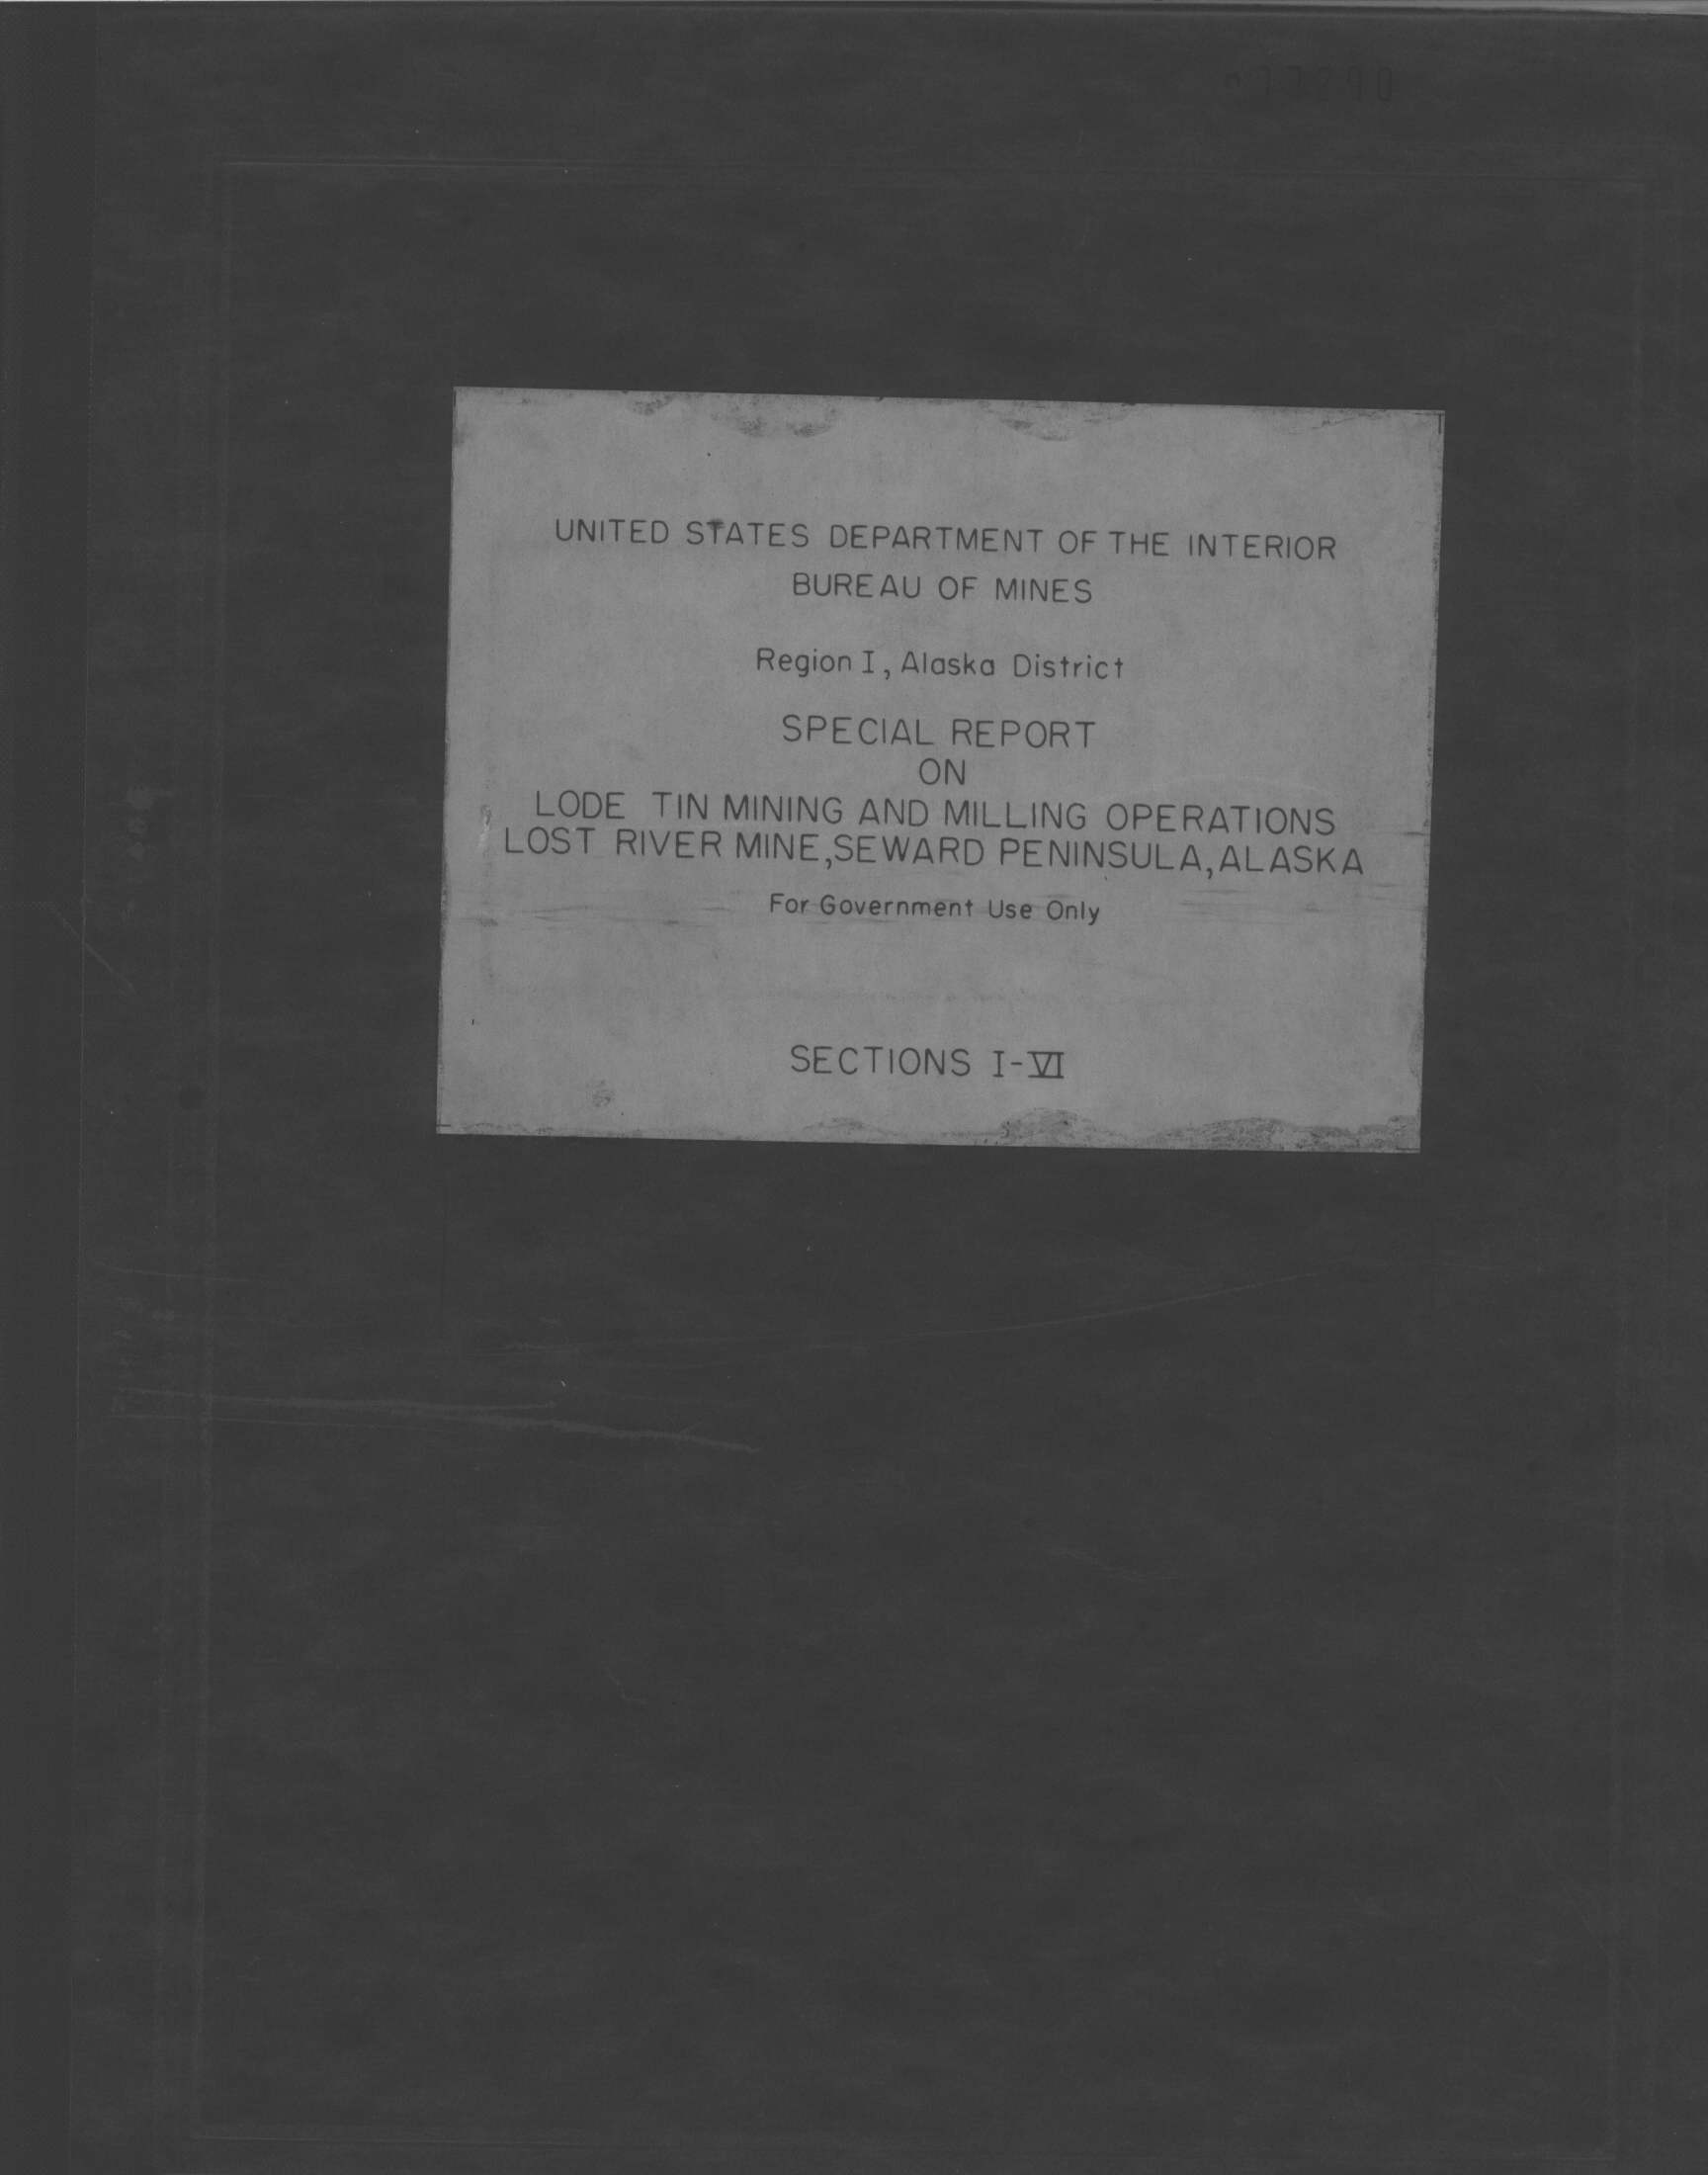 UNITED STATES DEPARTMENT OF THE INTERIOR
BUREAU OF MINES
Region I, Alaska District
SPECIAL REPORT
ON
LODE TIN MINING AND MILLING OPERATIONS
LOST RIVER MINE, SEWARD PENINSULA, ALASKA
For Government Use Only
SECTIONS I-VI